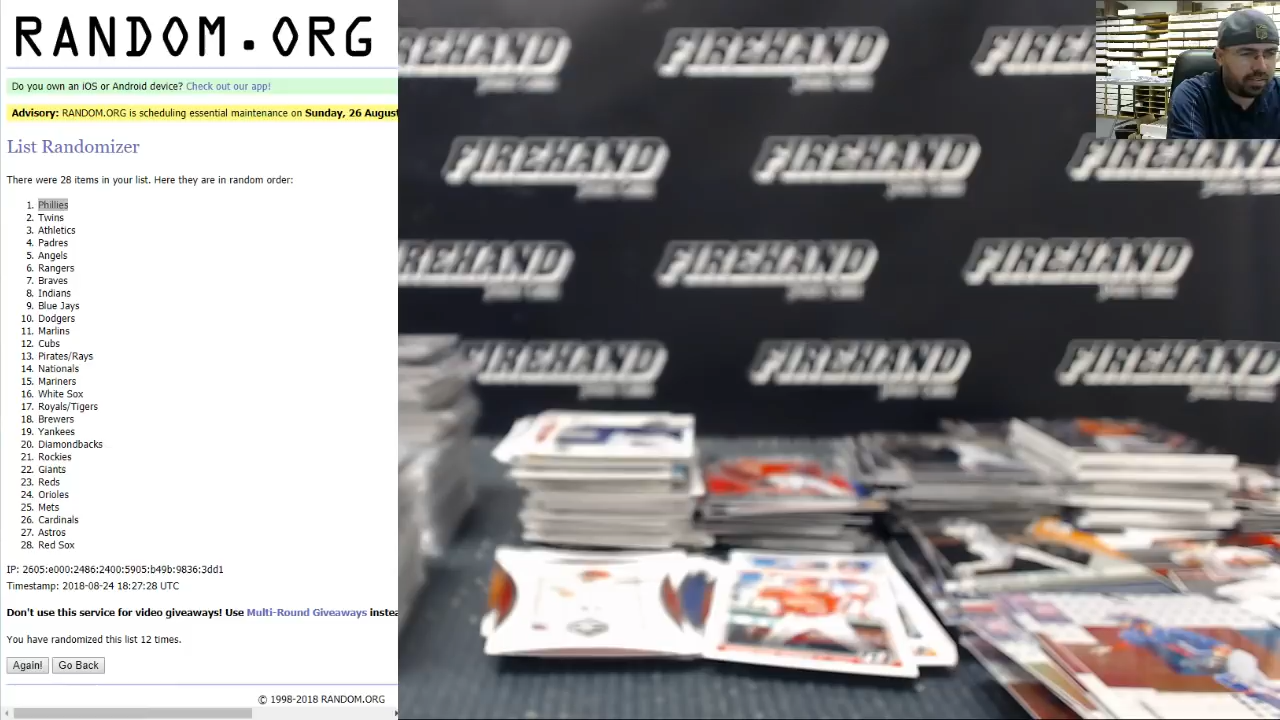 RANDOM.ORG
Do you own an iOS or Android device? Check out our app!
Advisory: RANDOM.ORG is scheduling essential maintenance on Sunday, 26 August
List Randomizer
There were 28 items in your list. Here they are in random order:
1. Phillies
2. Twins
3. Athletics
4. Padres
5. Angels
6. Rangers
7. Braves
8. Indians
9. Blue Jays
10. Dodgers
11. Marlins
12. Cubs
13. Pirates/Rays
14. Nationals
15. Mariners
16. White Sox
17. Royals/Tigers
18. Brewers
19. Yankees
20. Diamondbacks
21. Rockies
22. Giants
23. Reds
24. Orioles
25. Mets
26. Cardinals
27. Astros
28. Red Sox
IP: 2605:e000:2486:2400:5905:b49b:9836:3dd1
Timestamp: 2018-08-24 18:27:28 UTC
Don't use this service for video giveaways! Use Multi-Round Giveaways instea
You have randomized this list 12 times.
Again! Go Back
© 1998-2018 RANDOM.ORG
FIREHAND FIREHAND FIREHAND
FIREHAND FIREHAND FIREHAND
FIREHAND FIREHAND FIREHAND
FIREHAND FIREHAND FIREHAND